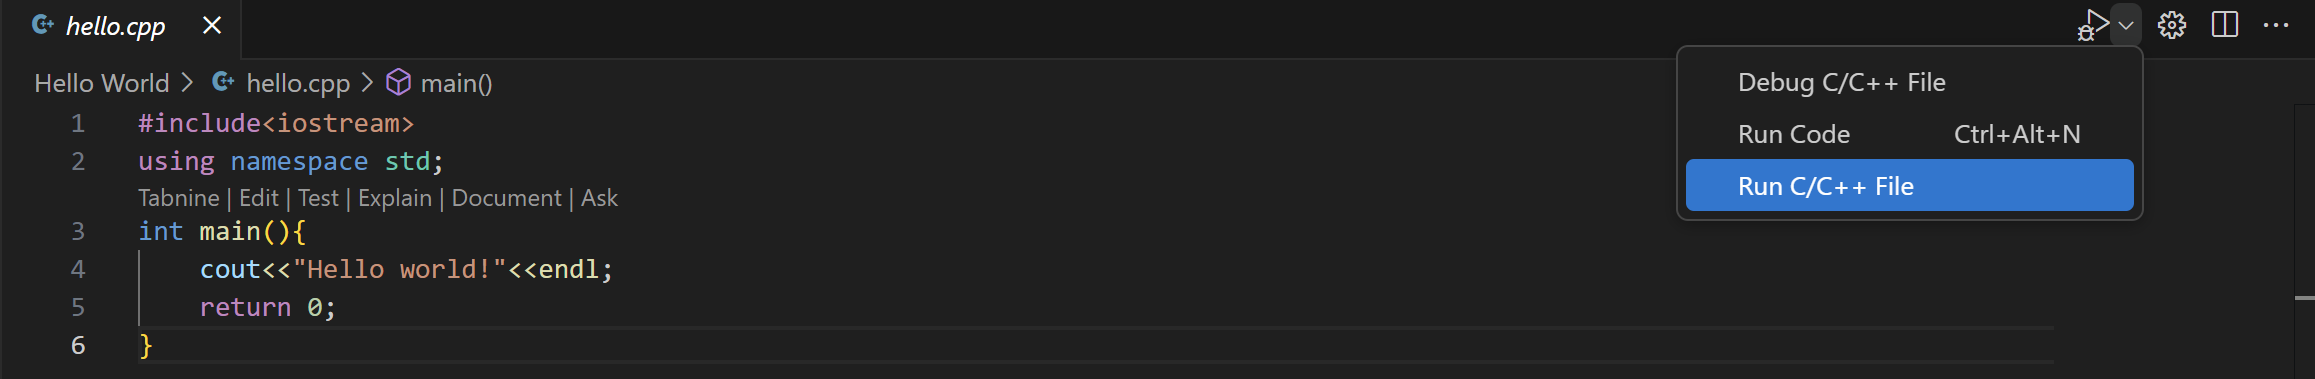 hello.cpp
Hello World > hello.cpp > main()
1 #include<iostream>
2 using namespace std;
Tabnine | Edit | Test | Explain | Document | Ask
3 int main(){
4     cout<<"Hello world!"<<endl;
5     return 0;
6 }
Debug C/C++ File
Run Code Ctrl+Alt+N
Run C/C++ File